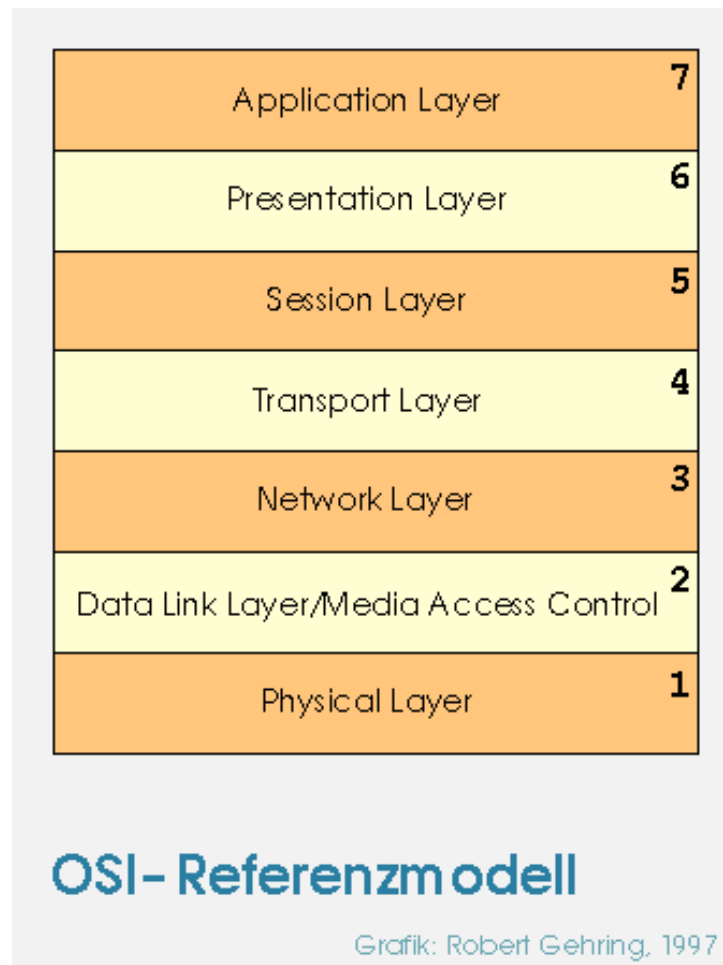 Application Layer 7
Presentation Layer 6
Session Layer 5
Transport Layer 4
Network Layer 3
Data Link Layer/Media Access Control 2
Physical Layer 1
OSI-Referenzmodell
Grafik: Robert Gehring, 1997